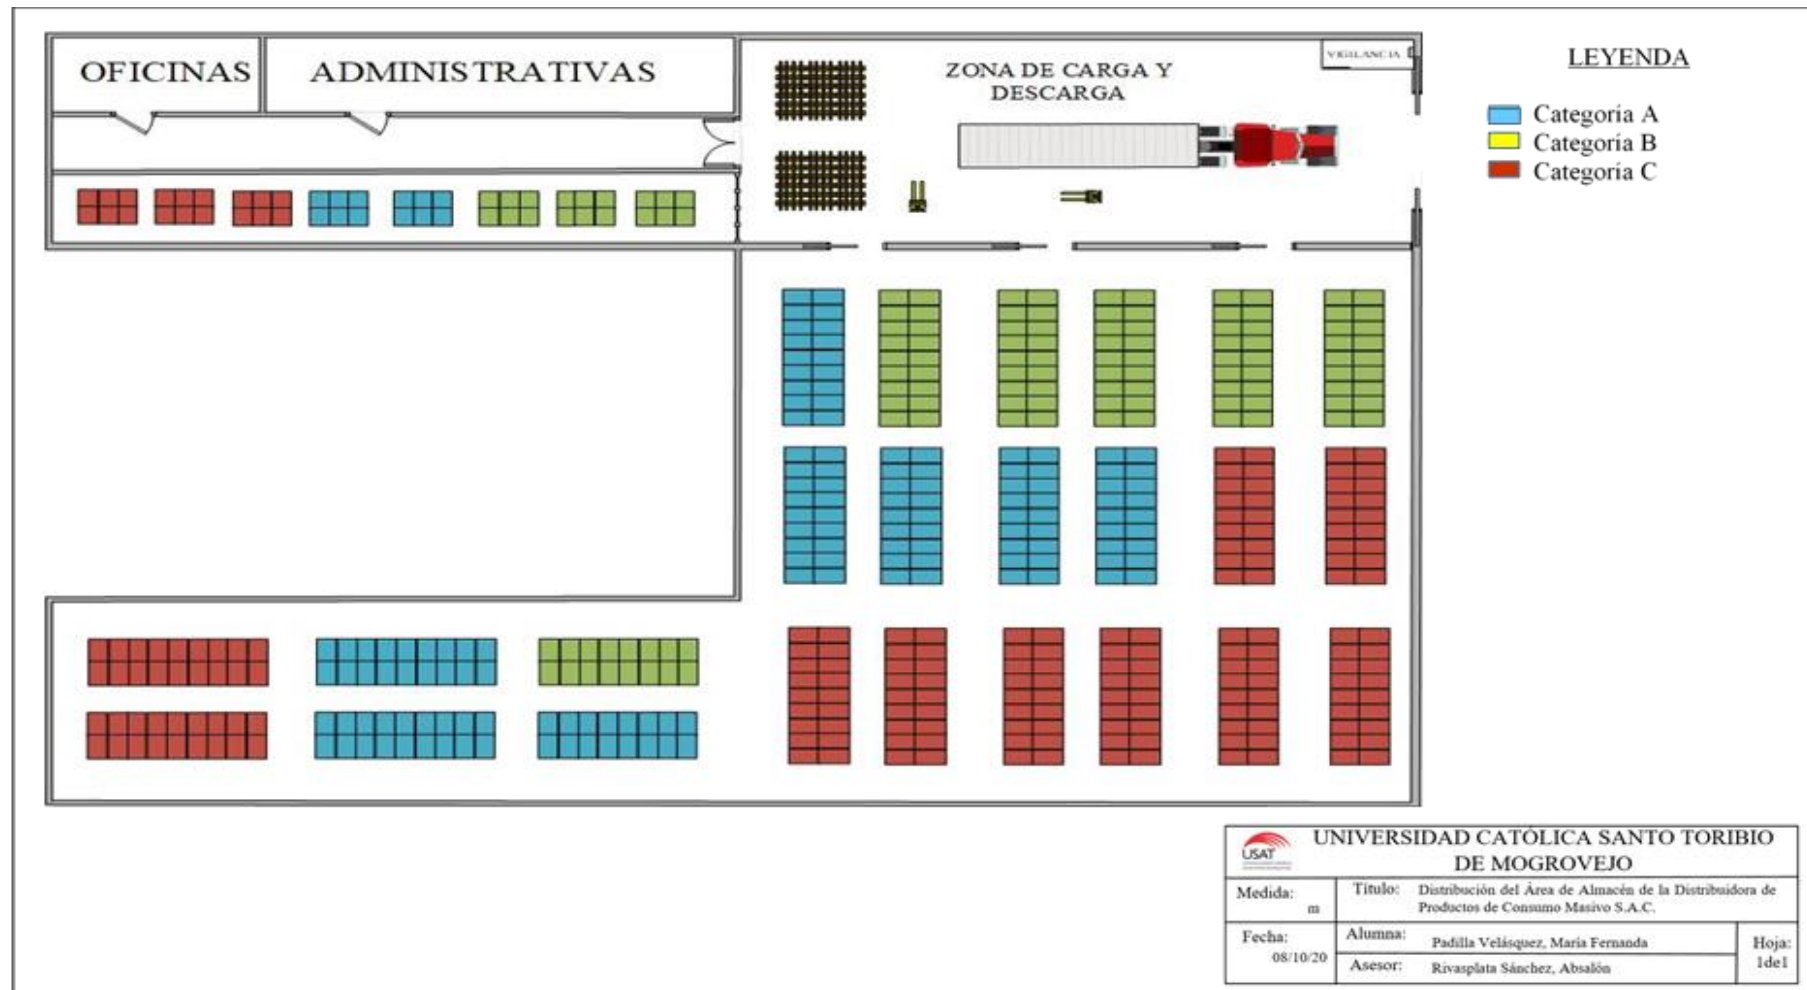 OFICINAS
ADMINISTRATIVAS
ZONA DE CARGA Y
DESCARGA
VIGILANCIA
LEYENDA
Categoría A
Categoría B
Categoría C
USAT
UNIVERSIDAD CATÓLICA SANTO TORIBIO
DE MOGROVEJO
Medida:
m
Título: Distribución del Área de Almacén de la Distribuidora de
Productos de Consumo Masivo S.A.C.
Fecha:
08/10/20
Alumna: Padilla Velásquez, María Fernanda
Asesor: Rivasplata Sánchez, Absalón
Hoja:
1de1